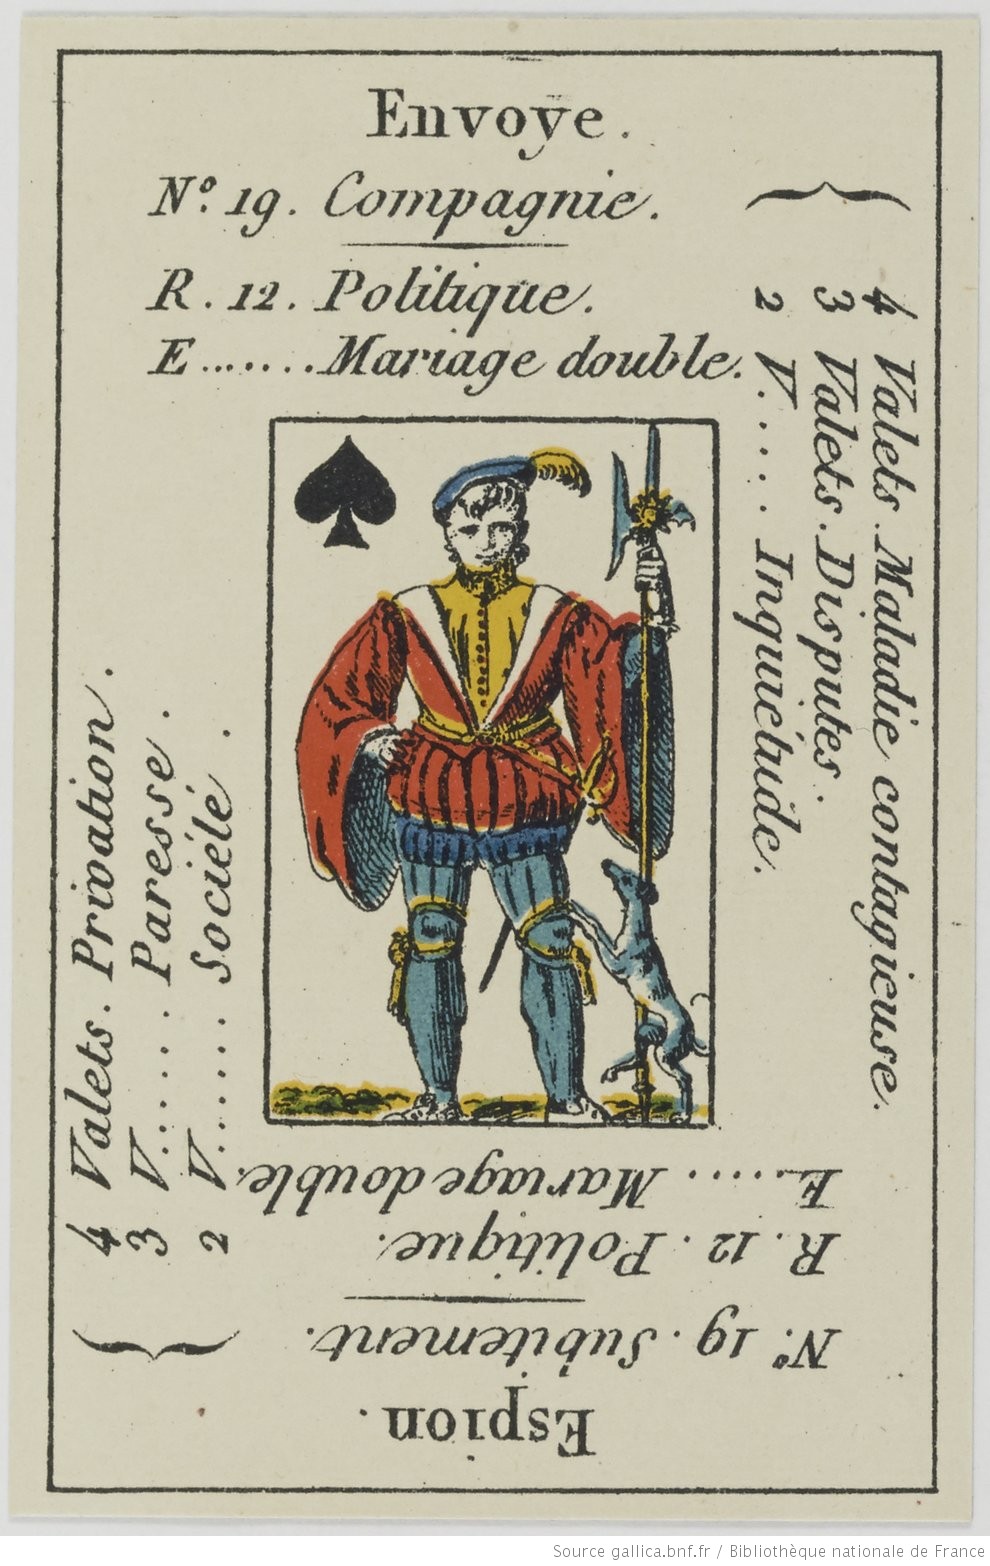 Envoye.
Nº. 19. Compagnie.
R. 12. Politique.
E.......Mariage double.
4 Valets. Maladie contagieuse.
3 Valets. Disputes.
2 V..... Inquiétude.
4 Valets. Privation.
3 V...... Paresse.
2 V...... Société.
Espion.
Nº. 19. Subitement.
R. 12. Politique.
E..... Mariage double.
Source gallica.bnf.fr / Bibliothèque nationale de France